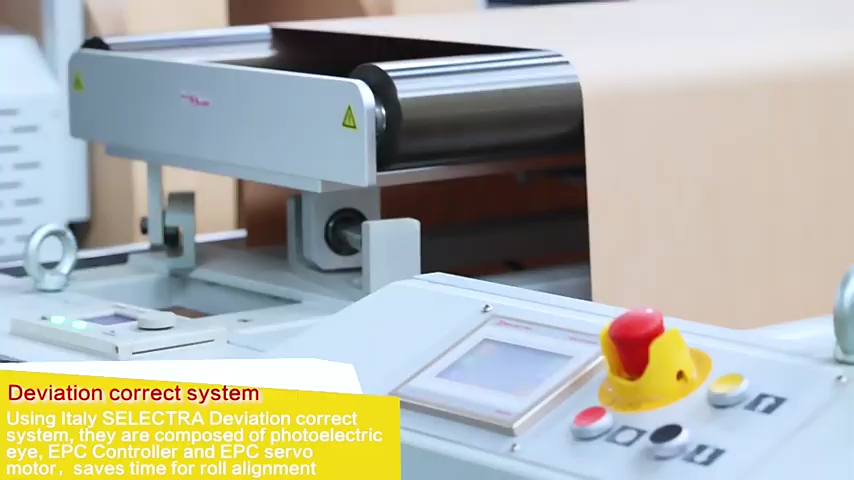 Deviation correct system
Using Italy SELECTRA Deviation correct
system, they are composed of photoelectric
eye, EPC Controller and EPC servo
motor，saves time for roll alignment